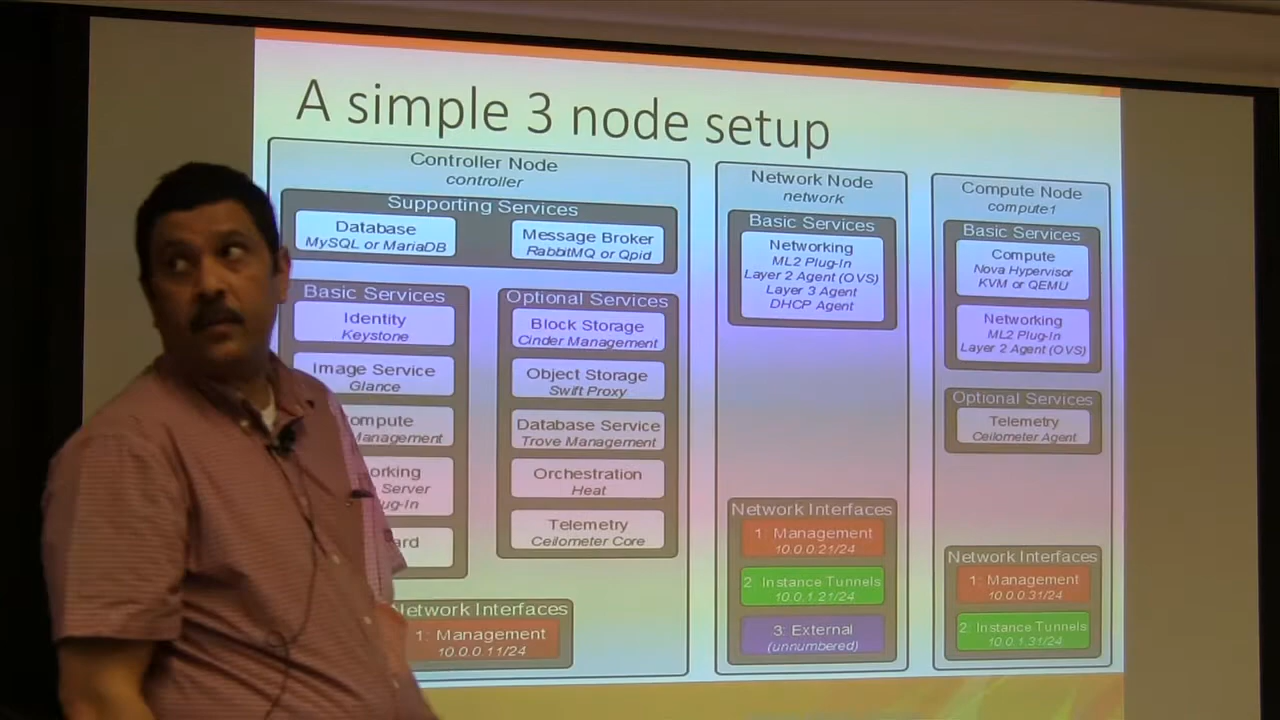 A simple 3 node setup
Controller Node
controller
Supporting Services
Database
MySQL or MariaDB
Message Broker
RabbitMQ or Qpid
Basic Services
Identity
Keystone
Image Service
Glance
ompute
Management
orking
Server
ug-In
ard
Optional Services
Block Storage
Cinder Management
Object Storage
Swift Proxy
Database Service
Trove Management
Orchestration
Heat
Telemetry
Ceilometer Core
Network Interfaces
1: Management
10.0.0.11/24
Network Node
network
Basic Services
Networking
ML2 Plug-In
Layer 2 Agent (OVS)
Layer 3 Agent
DHCP Agent
Network Interfaces
1: Management
10.0.0.21/24
2: Instance Tunnels
10.0.1.21/24
3: External
(unnumbered)
Compute Node
compute1
Basic Services
Compute
Nova Hypervisor
KVM or QEMU
Networking
ML2 Plug-In
Layer 2 Agent (OVS)
Optional Services
Telemetry
Ceilometer Agent
Network Interfaces
1: Management
10.0.0.31/24
2: Instance Tunnels
10.0.1.31/24